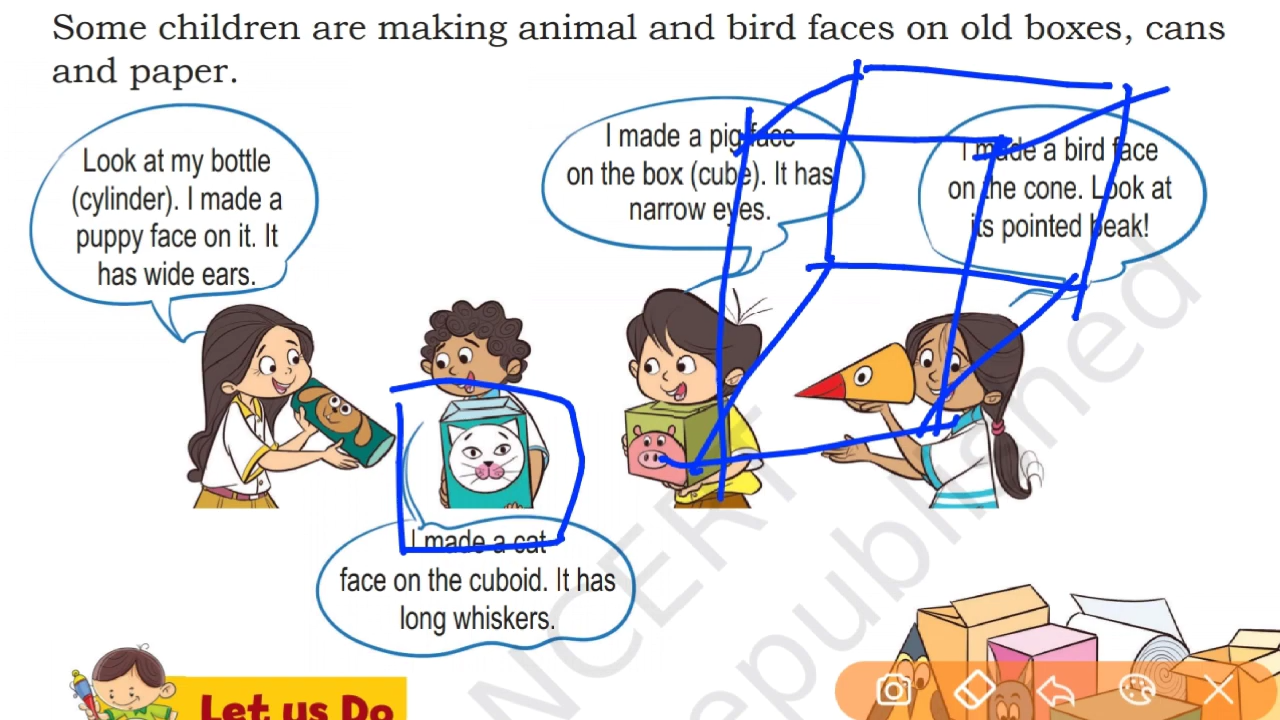 Some children are making animal and bird faces on old boxes, cans
and paper.
Look at my bottle
(cylinder). I made a
puppy face on it. It
has wide ears.
I made a pig face
on the box (cube). It has
narrow eyes.
I made a bird face
on the cone. Look at
its pointed beak!
I made a cat
face on the cuboid. It has
long whiskers.
Let us Do
NCERT
republished